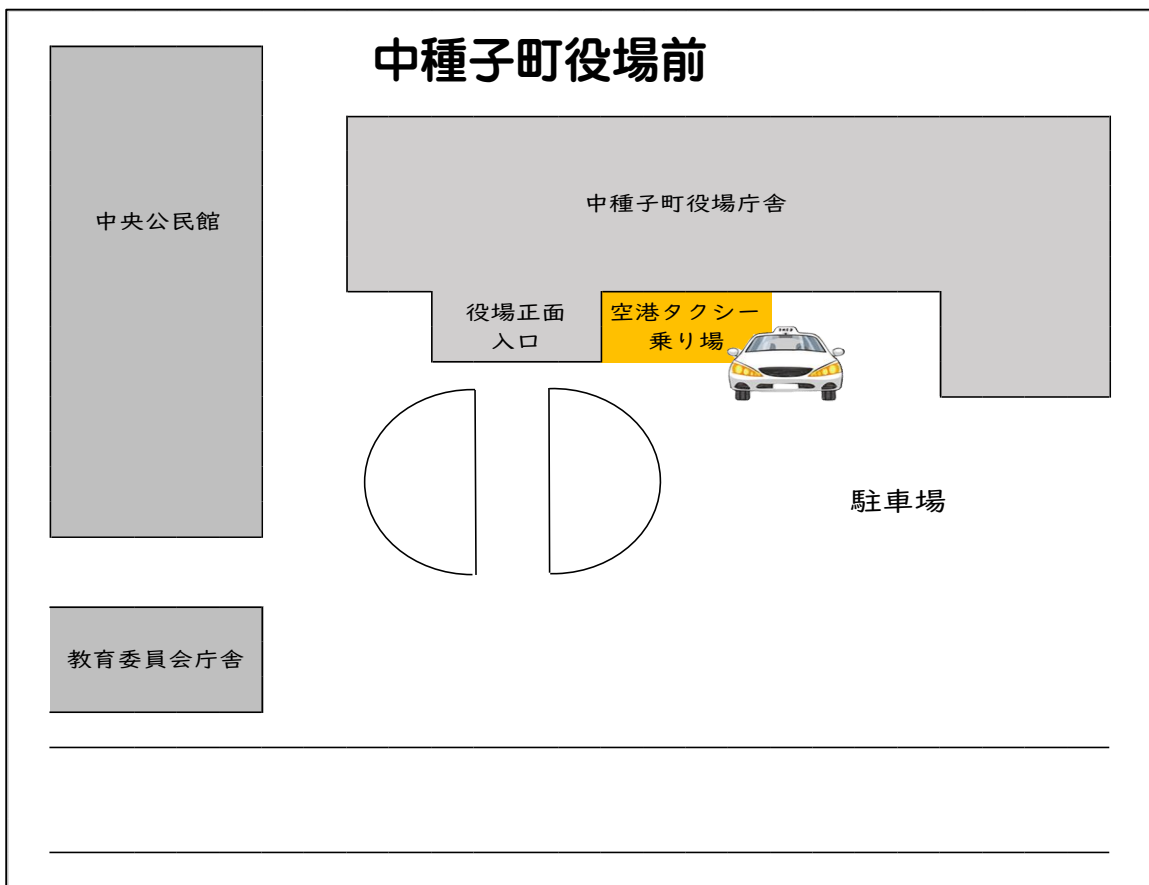 中種子町役場前
中種子町役場庁舎
中央公民館
役場正面
入口
空港タクシー
乗り場
駐車場
教育委員会庁舎